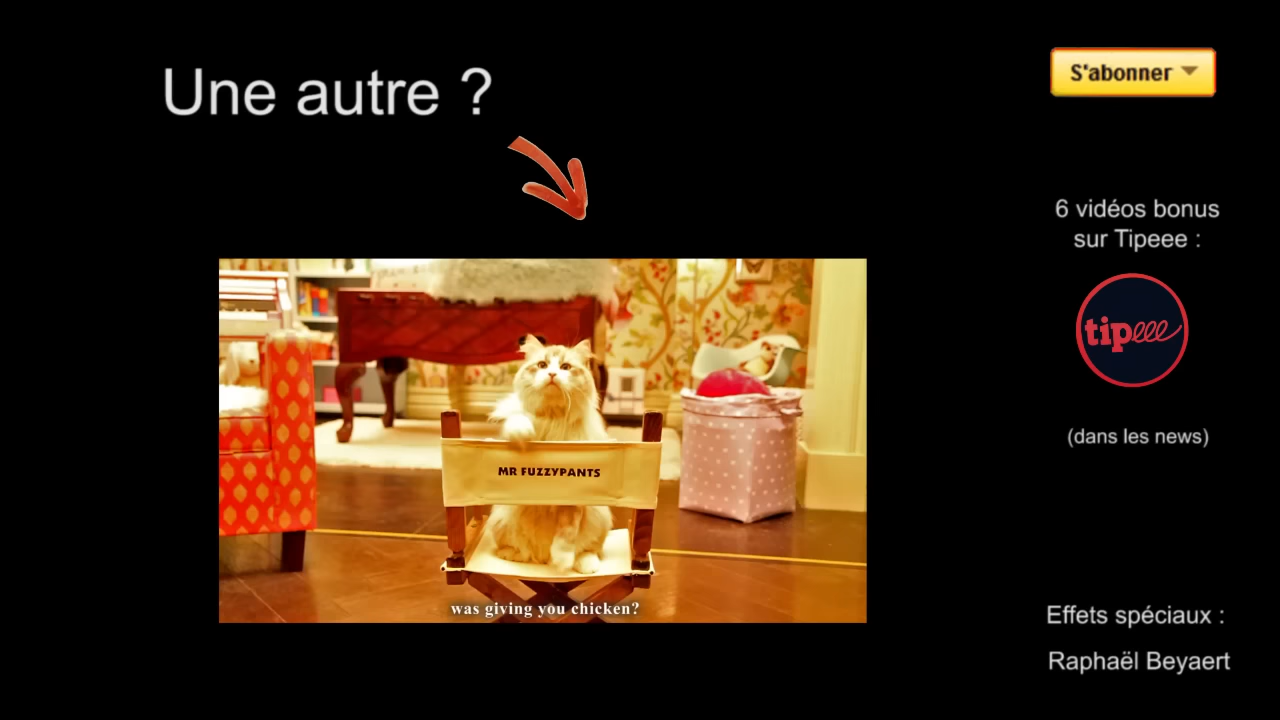 Une autre ?
S'abonner
6 vidéos bonus
sur Tipeee :
tipeee
(dans les news)
MR FUZZYPANTS
was giving you chicken?
Effets spéciaux :
Raphaël Beyaert